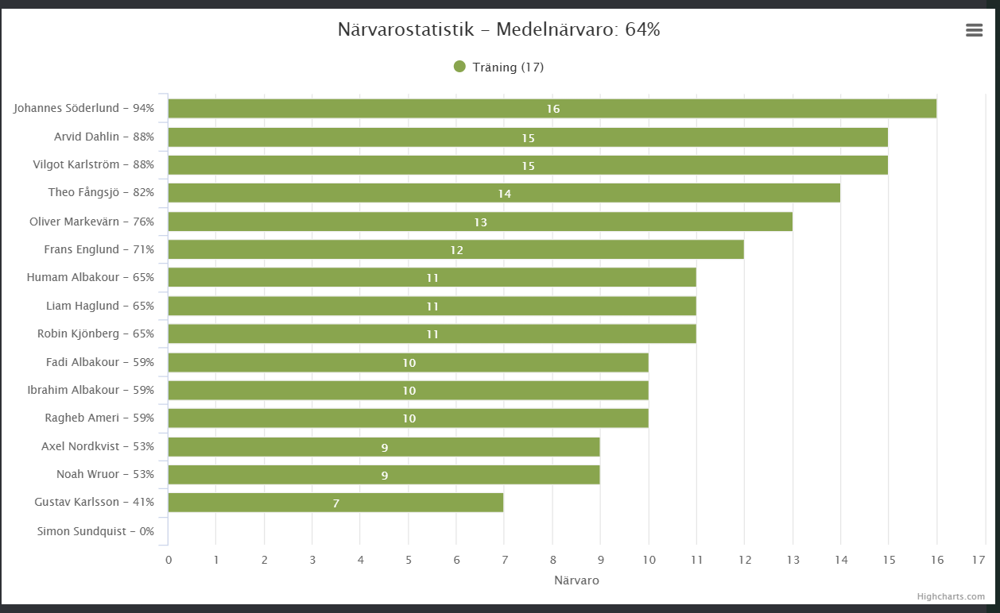 Närvarostatistik - Medelnärvaro: 64%
Träning (17)
Johannes Söderlund - 94% 16
Arvid Dahlin - 88% 15
Vilgot Karlström - 88% 15
Theo Fångsjö - 82% 14
Oliver Markevärn - 76% 13
Frans Englund - 71% 12
Humam Albakour - 65% 11
Liam Haglund - 65% 11
Robin Kjönberg - 65% 11
Fadi Albakour - 59% 10
Ibrahim Albakour - 59% 10
Ragheb Ameri - 59% 10
Axel Nordkvist - 53% 9
Noah Wruor - 53% 9
Gustav Karlsson - 41% 7
Simon Sundquist - 0%
0 1 2 3 4 5 6 7 8 9 10 11 12 13 14 15 16 17
Närvaro
Highcharts.com